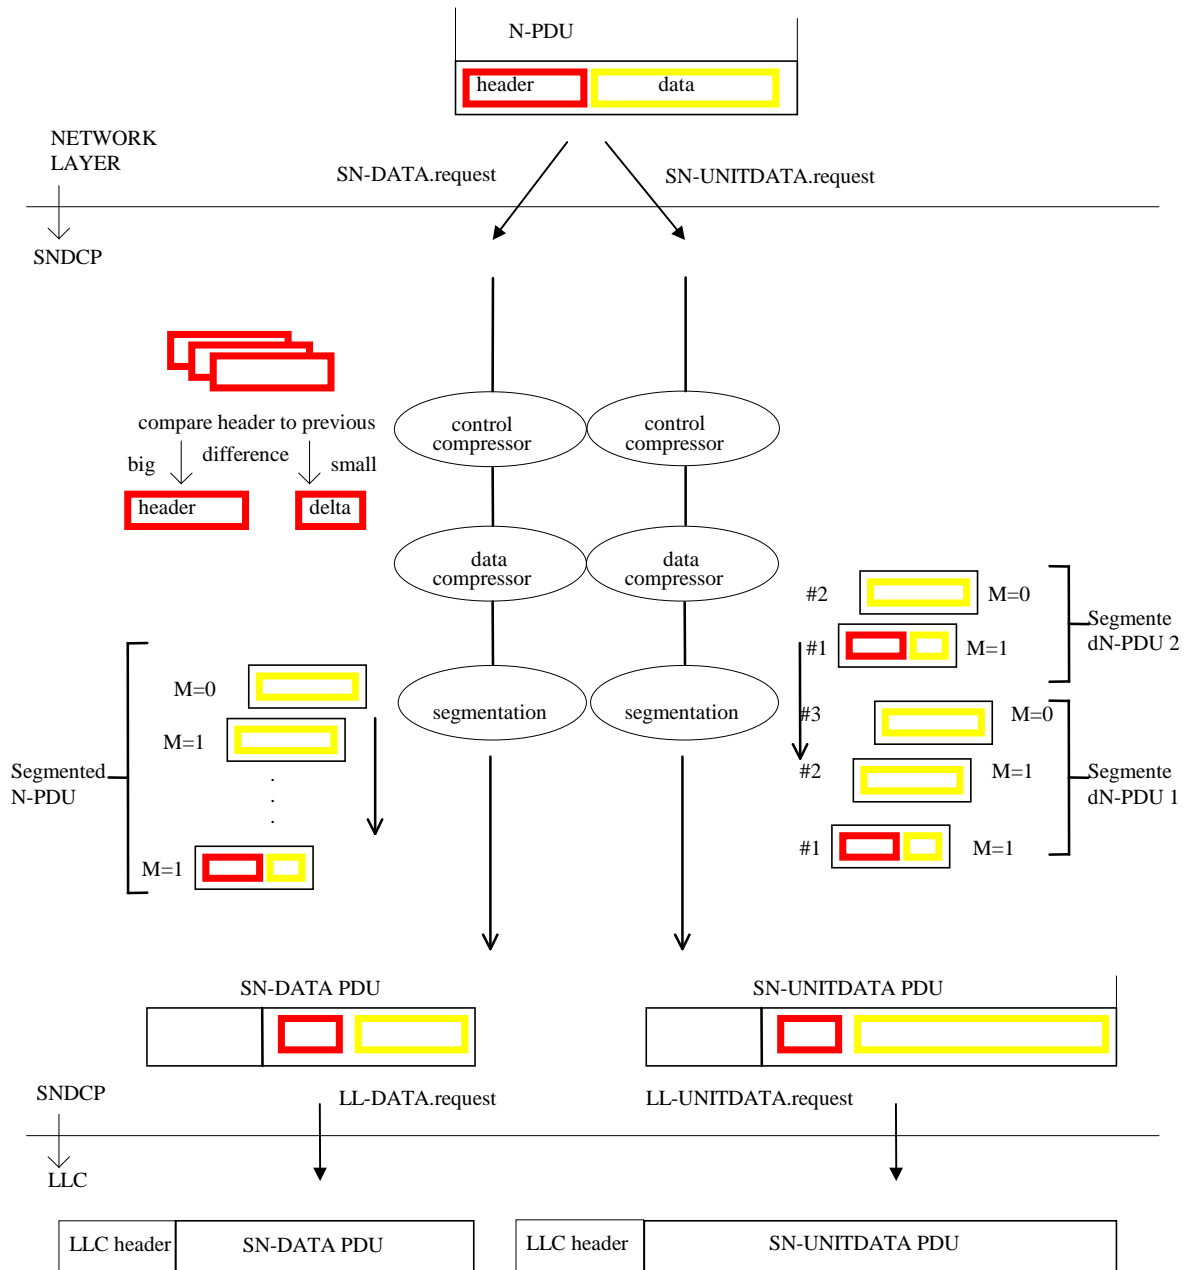 N-PDU
header data
NETWORK
LAYER
SN-DATA.request SN-UNITDATA.request
SNDCP
compare header to previous
difference
big small
header delta
control
compressor
control
compressor
data
compressor
data
compressor
segmentation segmentation
M=0
M=1
.
.
.
M=1
Segmented
N-PDU
#2 M=0
#1 M=1
Segmente
dN-PDU 2
#3 M=0
#2 M=1
#1 M=1
Segmente
dN-PDU 1
SN-DATA PDU SN-UNITDATA PDU
SNDCP
LL-DATA.request LL-UNITDATA.request
LLC
LLC header SN-DATA PDU LLC header SN-UNITDATA PDU